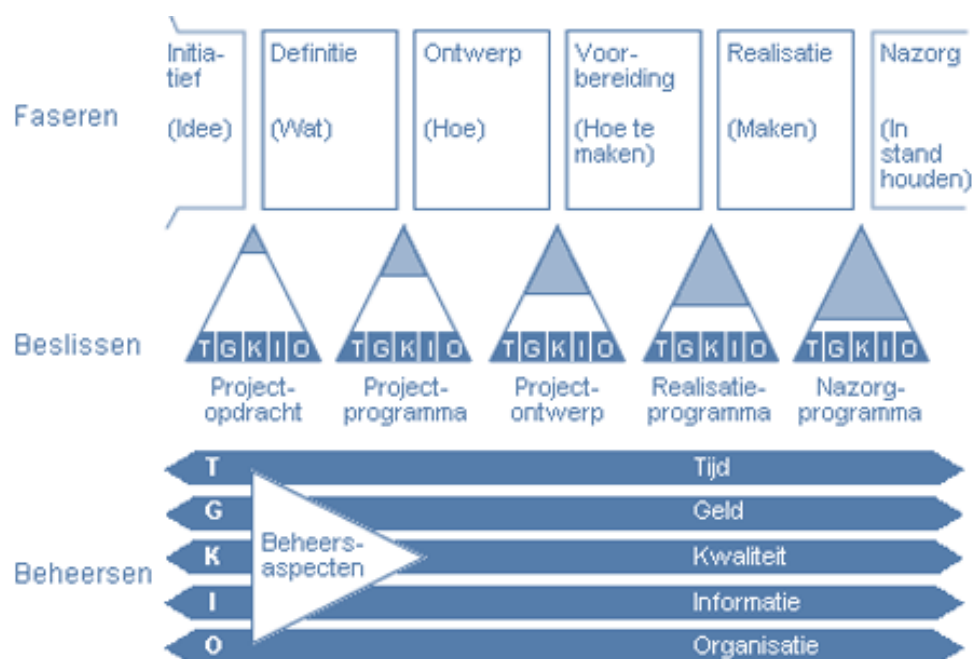 Faseren
Initia-
tief
(Idee)
Definitie
(Wat)
Ontwerp
(Hoe)
Voor-
bereiding
(Hoe te
maken)
Realisatie
(Maken)
Nazorg
(In
stand
houden)
Beslissen
T G K I O
Project-
opdracht
T G K I O
Project-
programma
T G K I O
Project-
ontwerp
T G K I O
Realisatie-
programma
T G K I O
Nazorg-
programma
Beheersen
Beheers-
aspecten
T Tijd
G Geld
K Kwaliteit
I Informatie
O Organisatie